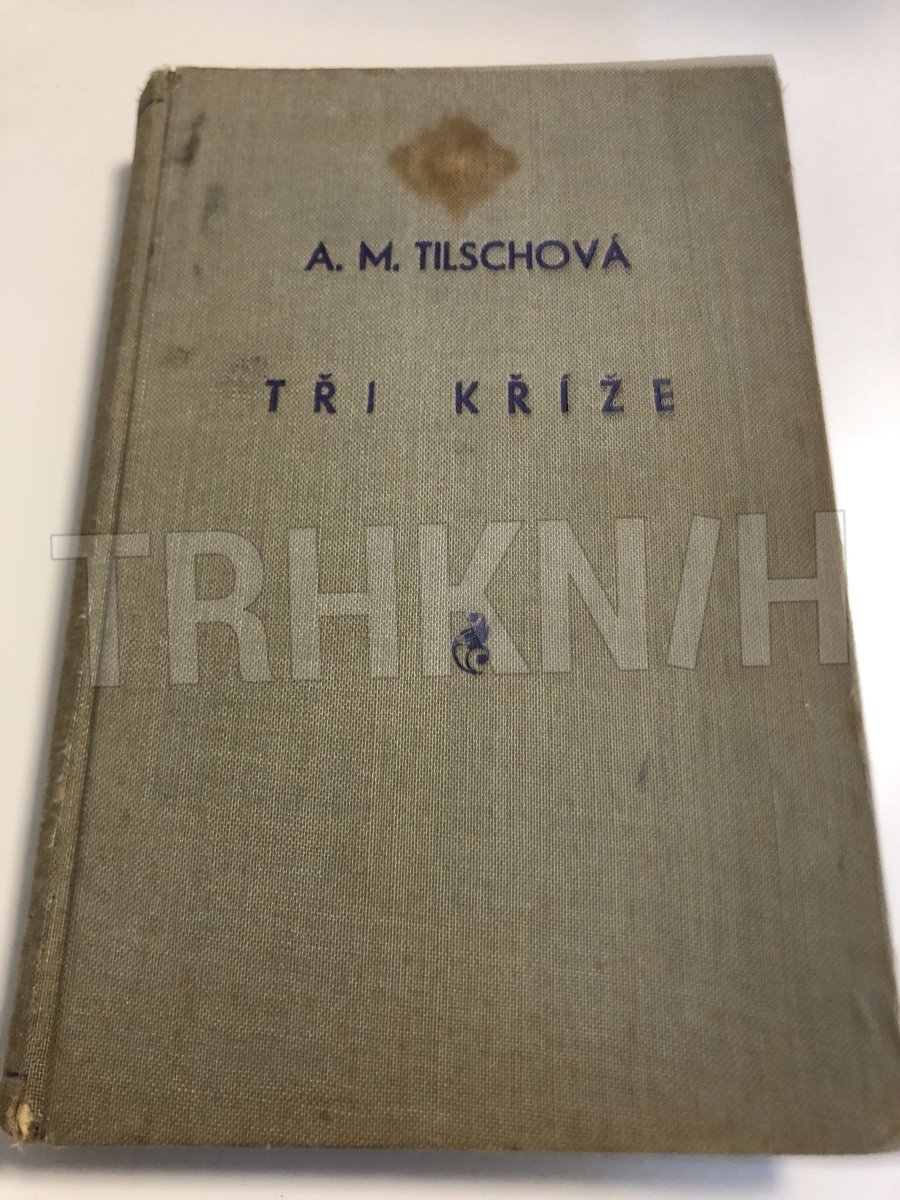 A. M. TILSCHOVÁ
TŘI KŘÍŽE
TRHKNIH